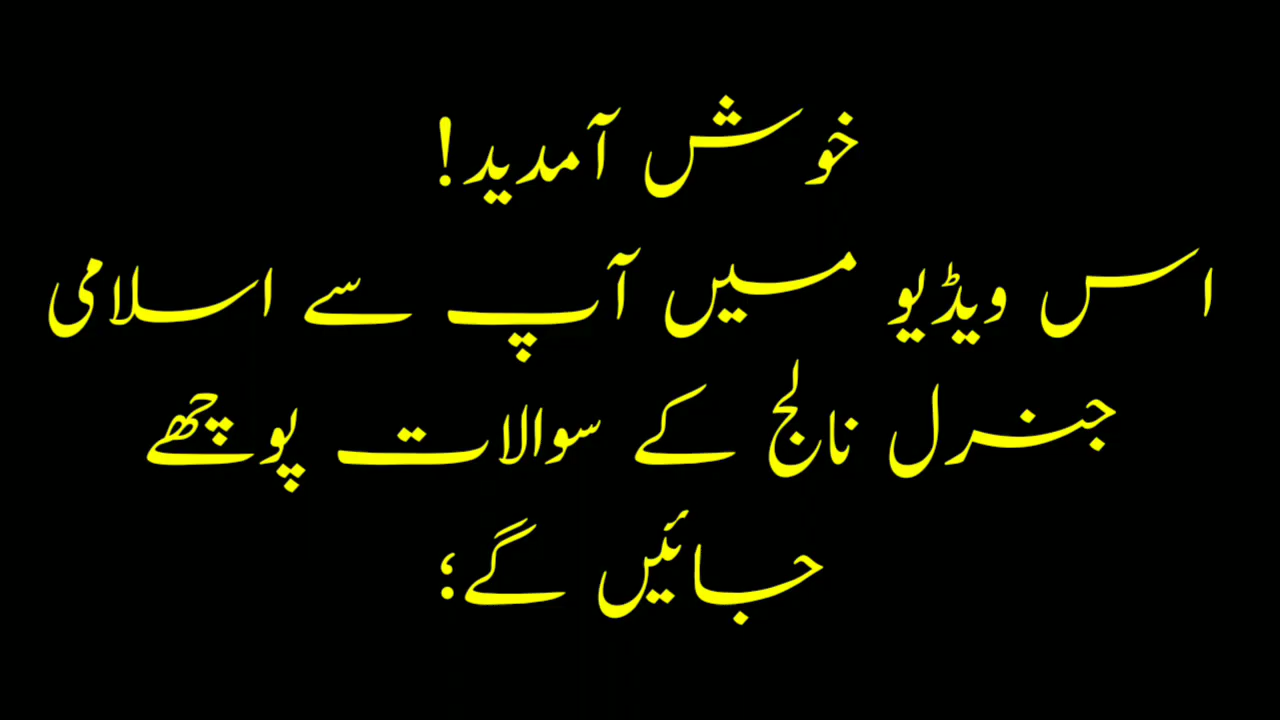 خوش آمدید!
اس ویڈیو میں آپ سے اسلامی
جنرل نالج کے سوالات پوچھے
جائیں گے؛